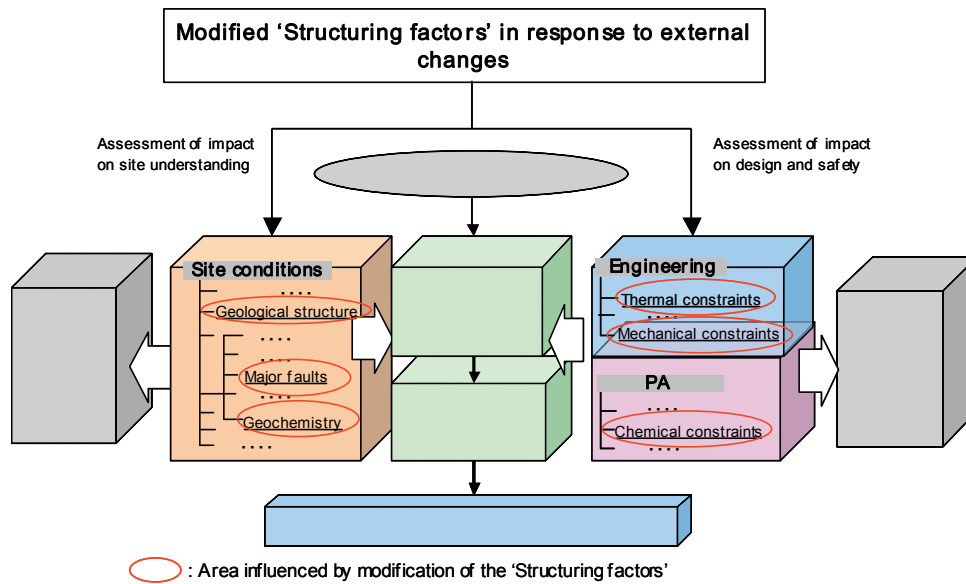 Modified ‘Structuring factors’ in response to external
changes
Assessment of impact
on site understanding
Assessment of impact
on design and safety
Site conditions
....
Geological structure
....
....
Major faults
....
Geochemistry
....
Engineering
Thermal constraints
....
Mechanical constraints
PA
....
Chemical constraints
....
: Area influenced by modification of the ‘Structuring factors’